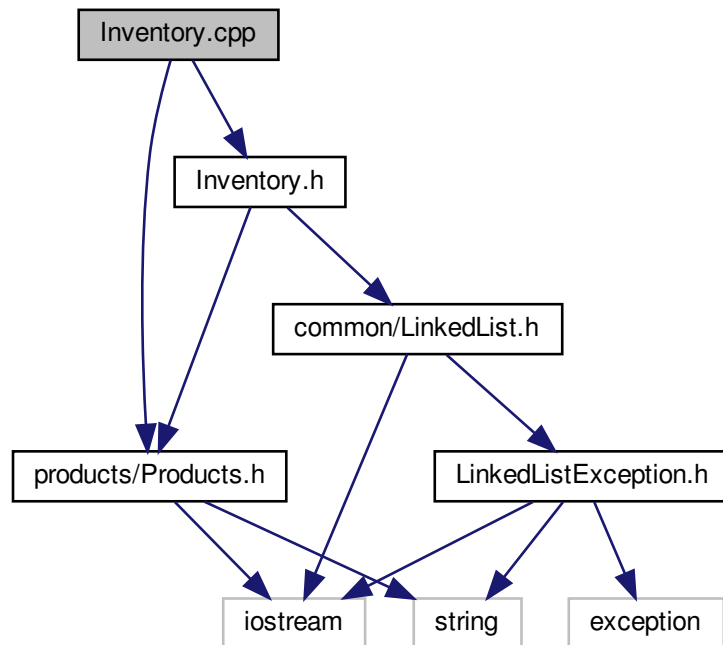 Inventory.cpp
Inventory.h
common/LinkedList.h
products/Products.h
LinkedListException.h
iostream
string
exception